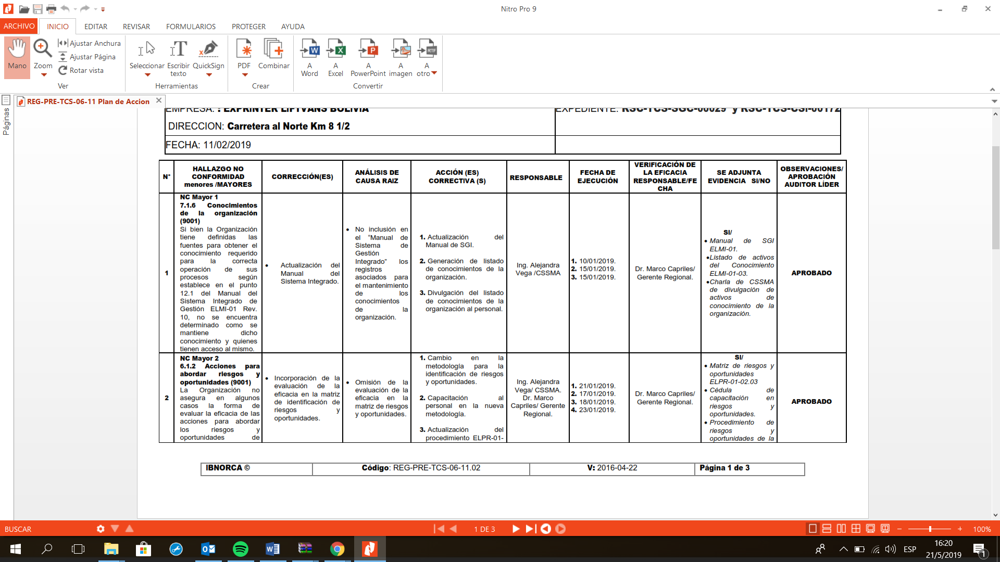 Nitro Pro 9
ARCHIVO
INICIO
EDITAR
REVISAR
FORMULARIOS
PROTEGER
AYUDA
Mano
Zoom
Ajustar Anchura
Ajustar Página
Rotar vista
Ver
Seleccionar
Escribir
texto
QuickSign
Herramientas
PDF
Combinar
Crear
A
Word
A
Excel
A
PowerPoint
A
imagen
A
otro
Convertir
Páginas
REG-PRE-TCS-06-11 Plan de Accion
EMPRESA: : EXPRINTER LIFTVANS BOLIVIA
EXPEDIENTE: RSC-TCS-SGC-00029 y RSC-TCS-CSI-00172
DIRECCION: Carretera al Norte Km 8 1/2
FECHA: 11/02/2019
N°
HALLAZGO NO
CONFORMIDAD
menores /MAYORES
CORRECCIÓN(ES)
ANÁLISIS DE
CAUSA RAIZ
ACCIÓN (ES)
CORRECTIVA (S)
RESPONSABLE
FECHA DE
EJECUCIÓN
VERIFICACIÓN DE
LA EFICACIA
RESPONSABLE/FE
CHA
SE ADJUNTA
EVIDENCIA SI/NO
OBSERVACIONES/
APROBACIÓN
AUDITOR LÍDER
1
NC Mayor 1
7.1.6 Conocimientos
de la organización
(9001)
Si bien la Organización
tiene definidas las
fuentes para obtener el
conocimiento requerido
para la correcta
operación de sus
procesos según
establece en el punto
12.1 del Manual del
Sistema Integrado de
Gestión ELMI-01 Rev.
10, no se encuentra
determinado como se
mantiene dicho
conocimiento y quienes
tienen acceso al mismo.
• Actualización del
Manual del
Sistema Integrado.
• No inclusión en
el “Manual de
Sistema de
Gestión
Integrado” los
registros
asociados para
el mantenimiento
de los
conocimientos
de la
organización.
1. Actualización del
Manual de SGI.
2. Generación de listado
de conocimientos de la
organización.
3. Divulgación del listado
de conocimientos de la
organización al personal.
Ing. Alejandra
Vega /CSSMA
1. 10/01/2019.
2. 15/01/2019.
3. 15/01/2019.
Dr. Marco Capriles/
Gerente Regional.
SI/
• Manual de SGI
ELMI-01.
•Listado de activos
del Conocimiento
ELMI-01-03.
•Charla de CSSMA
de divulgación de
activos de
conocimiento de la
organización.
APROBADO
2
NC Mayor 2
6.1.2 Acciones para
abordar riesgos y
oportunidades (9001)
La Organización no
asegura en algunos
casos la forma de
evaluar la eficacia de las
acciones para abordar
los riesgos y
oportunidades de
• Incorporación de la
evaluación de la
eficacia en la matriz
de identificación de
riesgos y
oportunidades.
• Omisión de la
evaluación de la
eficacia en la
matriz de riesgos
y oportunidades.
1. Cambio en la
metodología para la
identificación de riesgos
y oportunidades.
2. Capacitación al
personal en la nueva
metodología.
3. Actualización del
procedimiento ELPR-01-
Ing. Alejandra
Vega/ CSSMA.
Dr. Marco
Capriles/ Gerente
Regional.
1. 21/01/2019.
2. 17/01/2019.
3. 18/01/2019.
4. 23/01/2019.
Dr. Marco Capriles/
Gerente Regional.
SI/
• Matriz de riesgos y
oportunidades
ELPR-01-02.03
• Cédula de
capacitación en
riesgos y
oportunidades.
• Procedimiento de
riesgos y
oportunidades de la
APROBADO
IBNORCA ©
Código: REG-PRE-TCS-06-11.02
V: 2016-04-22
Página 1 de 3
BUSCAR
1 DE 3
100%
ESP
16:20
21/5/2019
1